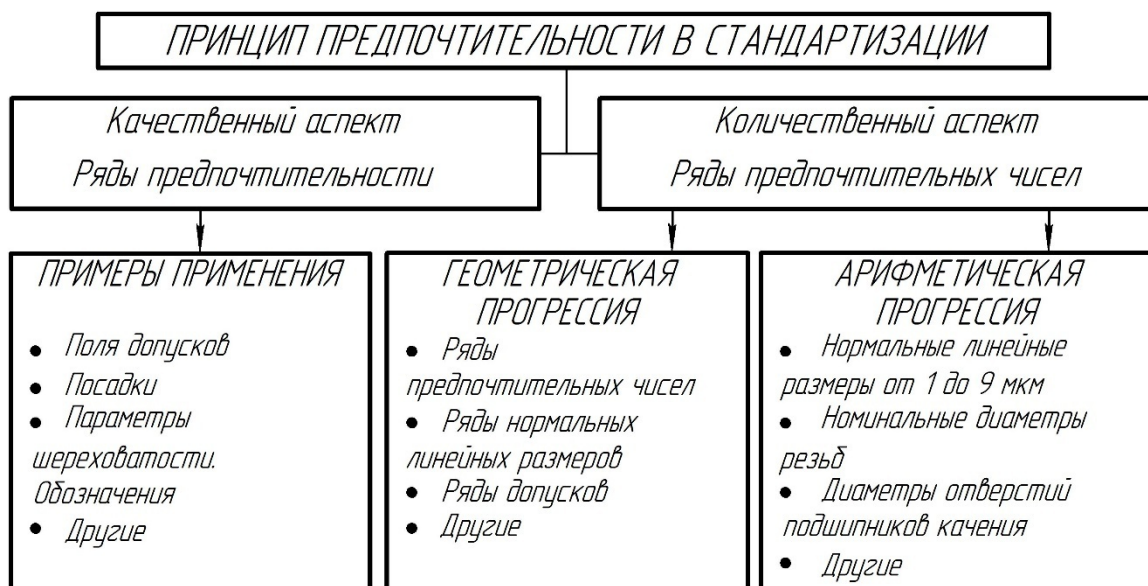 ПРИНЦИП ПРЕДПОЧТИТЕЛЬНОСТИ В СТАНДАРТИЗАЦИИ
Качественный аспект
Ряды предпочтительности
Количественный аспект
Ряды предпочтительных чисел
ПРИМЕРЫ ПРИМЕНЕНИЯ
• Поля допусков
• Посадки
• Параметры
шереховатости.
Обозначения
• Другие
ГЕОМЕТРИЧЕСКАЯ
ПРОГРЕССИЯ
• Ряды
предпочтительных чисел
• Ряды нормальных
линейных размеров
• Ряды допусков
• Другие
АРИФМЕТИЧЕСКАЯ
ПРОГРЕССИЯ
• Нормальные линейные
размеры от 1 до 9 мкм
• Номинальные диаметры
резьб
• Диаметры отверстий
подшипников качения
• Другие